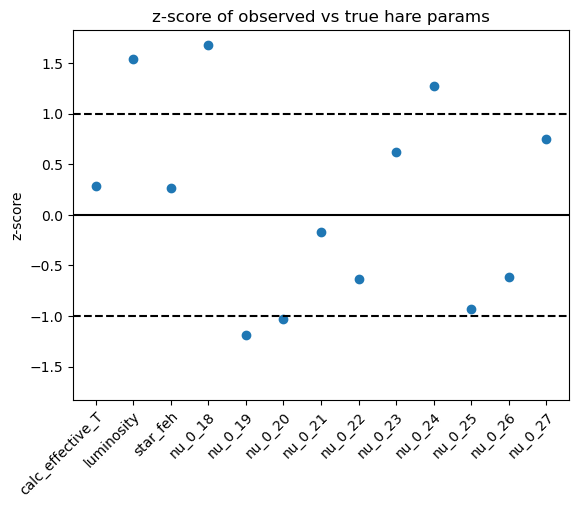 z-score of observed vs true hare params
z-score
1.5
1.0
0.5
0.0
−0.5
−1.0
−1.5
calc_effective_T
luminosity
star_feh
nu_0_18
nu_0_19
nu_0_20
nu_0_21
nu_0_22
nu_0_23
nu_0_24
nu_0_25
nu_0_26
nu_0_27